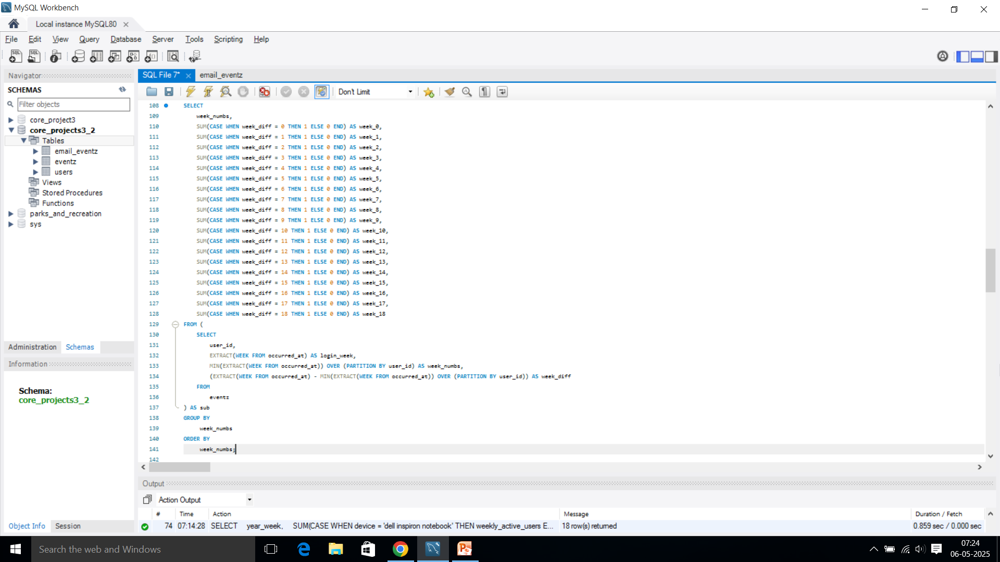 MySQL Workbench
Local instance MySQL80
File Edit View Query Database Server Tools Scripting Help
Navigator
SCHEMAS
Filter objects
core_project3
core_projects3_2
Tables
email_eventz
eventz
users
Views
Stored Procedures
Functions
parks_and_recreation
sys
Administration Schemas
Information
Schema:
core_projects3_2
Object Info Session
SQL File 7* email_eventz
Don't Limit
108 SELECT
109 week_numbs,
110 SUM(CASE WHEN week_diff = 0 THEN 1 ELSE 0 END) AS week_0,
111 SUM(CASE WHEN week_diff = 1 THEN 1 ELSE 0 END) AS week_1,
112 SUM(CASE WHEN week_diff = 2 THEN 1 ELSE 0 END) AS week_2,
113 SUM(CASE WHEN week_diff = 3 THEN 1 ELSE 0 END) AS week_3,
114 SUM(CASE WHEN week_diff = 4 THEN 1 ELSE 0 END) AS week_4,
115 SUM(CASE WHEN week_diff = 5 THEN 1 ELSE 0 END) AS week_5,
116 SUM(CASE WHEN week_diff = 6 THEN 1 ELSE 0 END) AS week_6,
117 SUM(CASE WHEN week_diff = 7 THEN 1 ELSE 0 END) AS week_7,
118 SUM(CASE WHEN week_diff = 8 THEN 1 ELSE 0 END) AS week_8,
119 SUM(CASE WHEN week_diff = 9 THEN 1 ELSE 0 END) AS week_9,
120 SUM(CASE WHEN week_diff = 10 THEN 1 ELSE 0 END) AS week_10,
121 SUM(CASE WHEN week_diff = 11 THEN 1 ELSE 0 END) AS week_11,
122 SUM(CASE WHEN week_diff = 12 THEN 1 ELSE 0 END) AS week_12,
123 SUM(CASE WHEN week_diff = 13 THEN 1 ELSE 0 END) AS week_13,
124 SUM(CASE WHEN week_diff = 14 THEN 1 ELSE 0 END) AS week_14,
125 SUM(CASE WHEN week_diff = 15 THEN 1 ELSE 0 END) AS week_15,
126 SUM(CASE WHEN week_diff = 16 THEN 1 ELSE 0 END) AS week_16,
127 SUM(CASE WHEN week_diff = 17 THEN 1 ELSE 0 END) AS week_17,
128 SUM(CASE WHEN week_diff = 18 THEN 1 ELSE 0 END) AS week_18
129 FROM (
130 SELECT
131 user_id,
132 EXTRACT(WEEK FROM occurred_at) AS login_week,
133 MIN(EXTRACT(WEEK FROM occurred_at)) OVER (PARTITION BY user_id) AS week_numbs,
134 (EXTRACT(WEEK FROM occurred_at) - MIN(EXTRACT(WEEK FROM occurred_at)) OVER (PARTITION BY user_id)) AS week_diff
135 FROM
136 eventz
137 ) AS sub
138 GROUP BY
139 week_numbs
140 ORDER BY
141 week_numbs;
142
Output
Action Output
# Time Action Message Duration / Fetch
74 07:14:28 SELECT year_week, SUM(CASE WHEN device = 'dell inspiron notebook' THEN weekly_active_users E... 18 row(s) returned 0.859 sec / 0.000 sec
Search the web and Windows
07:24
06-05-2025